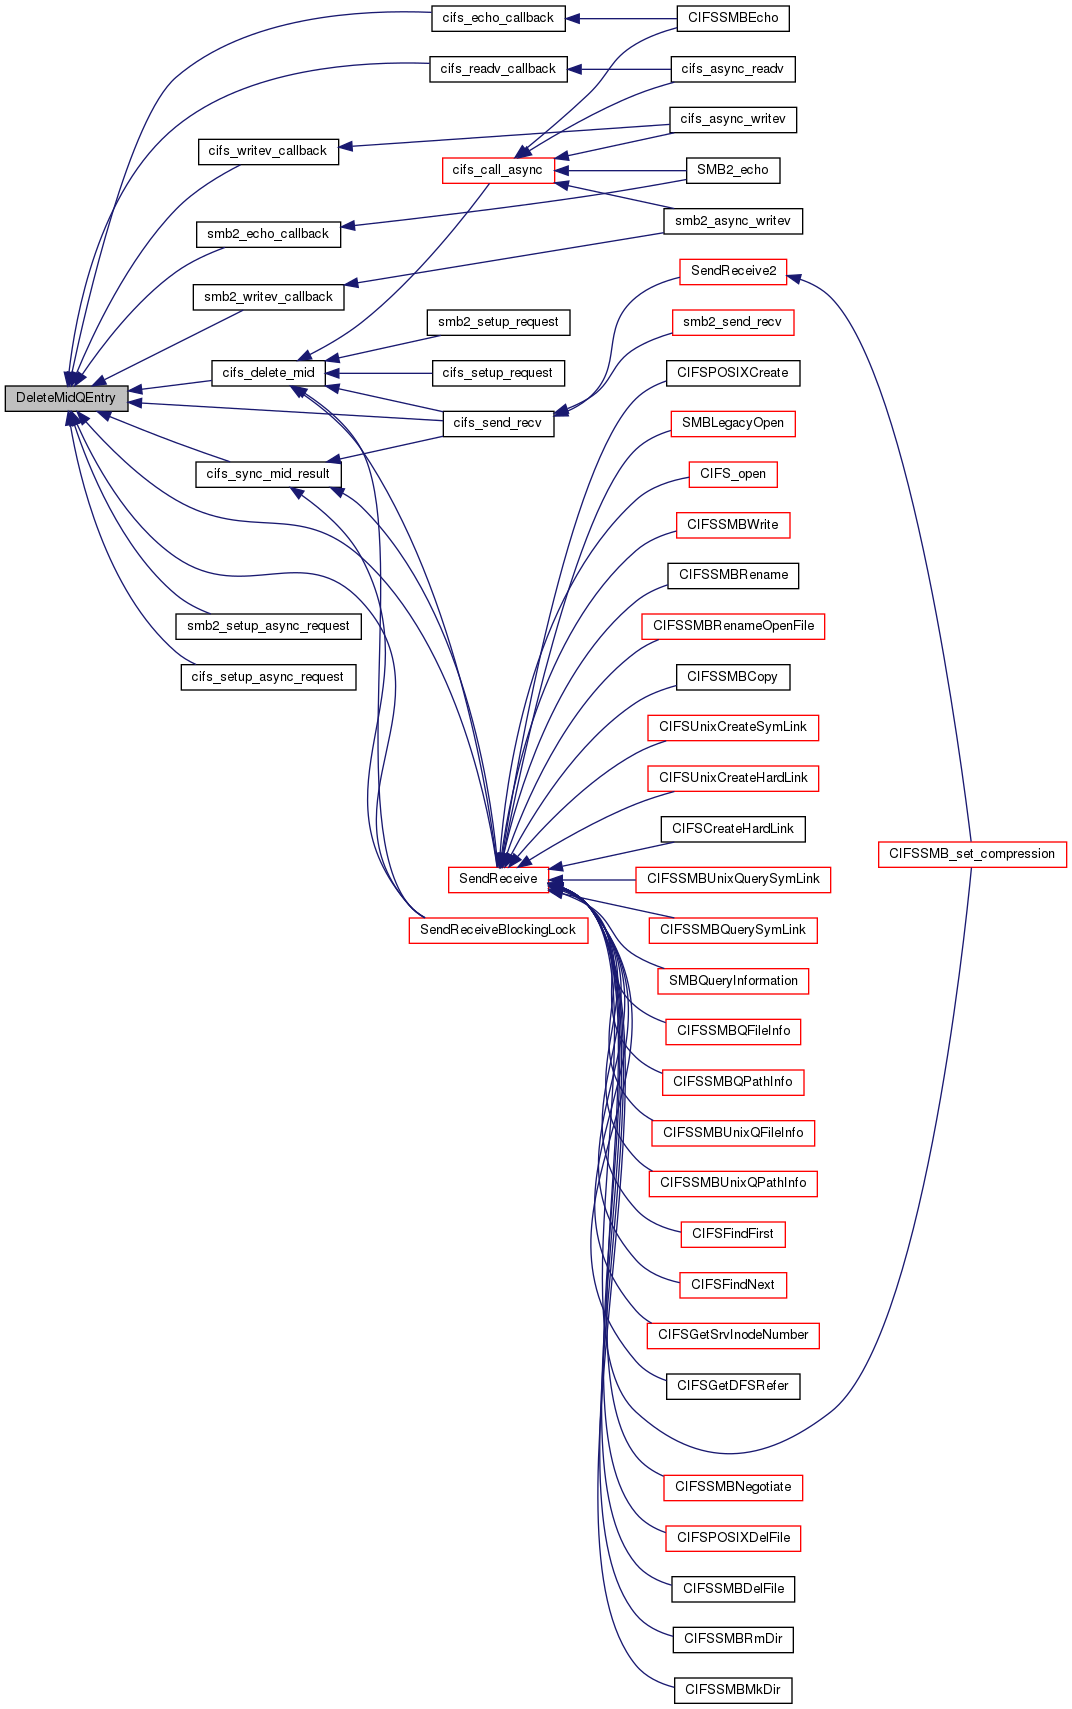 cifs_echo_callback
CIFSSMBEcho
cifs_readv_callback
cifs_async_readv
cifs_async_writev
cifs_writev_callback
cifs_call_async
SMB2_echo
smb2_async_writev
smb2_echo_callback
SendReceive2
smb2_writev_callback
smb2_setup_request
smb2_send_recv
cifs_delete_mid
cifs_setup_request
CIFSPOSIXCreate
DeleteMidQEntry
cifs_send_recv
SMBLegacyOpen
cifs_sync_mid_result
CIFS_open
CIFSSMBWrite
CIFSSMBRename
smb2_setup_async_request
CIFSSMBRenameOpenFile
cifs_setup_async_request
CIFSSMBCopy
CIFSUnixCreateSymLink
CIFSUnixCreateHardLink
CIFSCreateHardLink
CIFSSMB_set_compression
SendReceive
CIFSSMBUnixQuerySymLink
SendReceiveBlockingLock
CIFSSMBQuerySymLink
SMBQueryInformation
CIFSSMBQFileInfo
CIFSSMBQPathInfo
CIFSSMBUnixQFileInfo
CIFSSMBUnixQPathInfo
CIFSFindFirst
CIFSFindNext
CIFSGetSrvInodeNumber
CIFSGetDFSRefer
CIFSSMBNegotiate
CIFSPOSIXDelFile
CIFSSMBDelFile
CIFSSMBRmDir
CIFSSMBMkDir